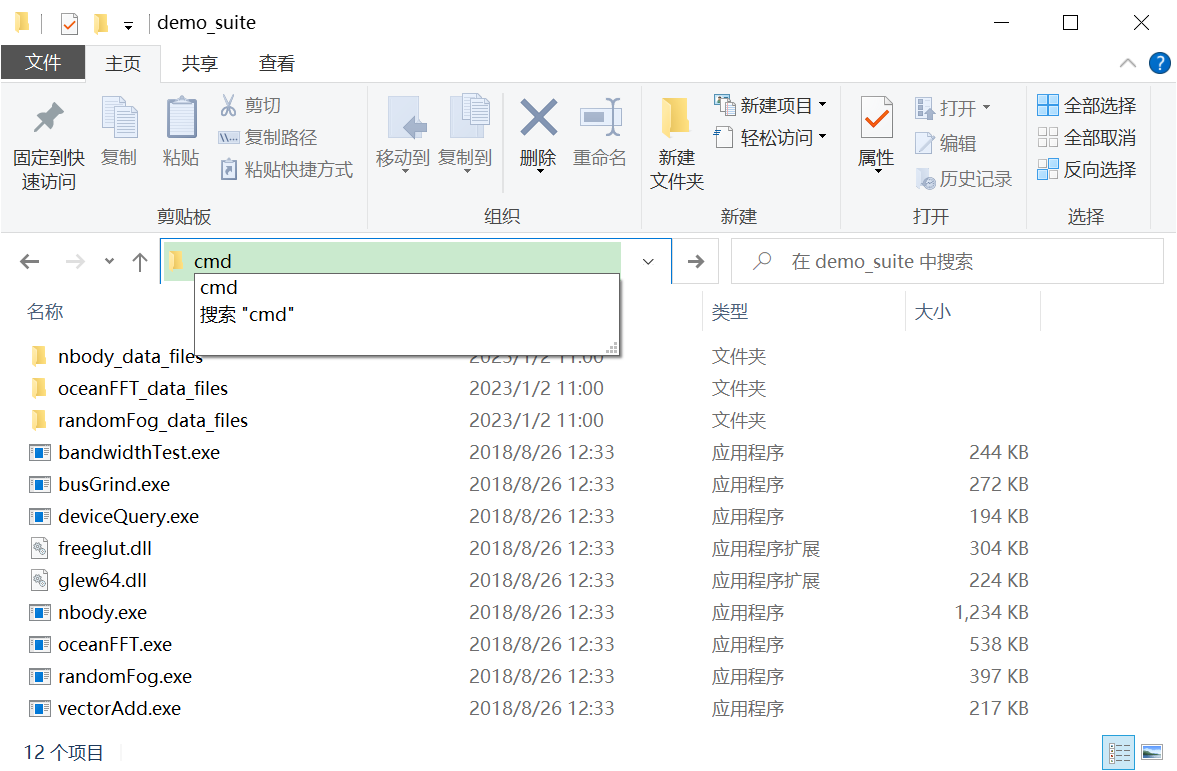 demo_suite
文件 主页 共享 查看
固定到快速访问
复制
粘贴
剪切
复制路径
粘贴快捷方式
剪贴板
移动到 复制到 删除 重命名
组织
新建文件夹
新建项目
轻松访问
新建
属性
打开
编辑
历史记录
打开
全部选择
全部取消
反向选择
选择
cmd
在 demo_suite 中搜索
cmd
搜索 "cmd"
名称 类型 大小
nbody_data_files 2023/1/2 11:00 文件夹
oceanFFT_data_files 2023/1/2 11:00 文件夹
randomFog_data_files 2023/1/2 11:00 文件夹
bandwidthTest.exe 2018/8/26 12:33 应用程序 244 KB
busGrind.exe 2018/8/26 12:33 应用程序 272 KB
deviceQuery.exe 2018/8/26 12:33 应用程序 194 KB
freeglut.dll 2018/8/26 12:33 应用程序扩展 304 KB
glew64.dll 2018/8/26 12:33 应用程序扩展 224 KB
nbody.exe 2018/8/26 12:33 应用程序 1,234 KB
oceanFFT.exe 2018/8/26 12:33 应用程序 538 KB
randomFog.exe 2018/8/26 12:33 应用程序 397 KB
vectorAdd.exe 2018/8/26 12:33 应用程序 217 KB
12 个项目